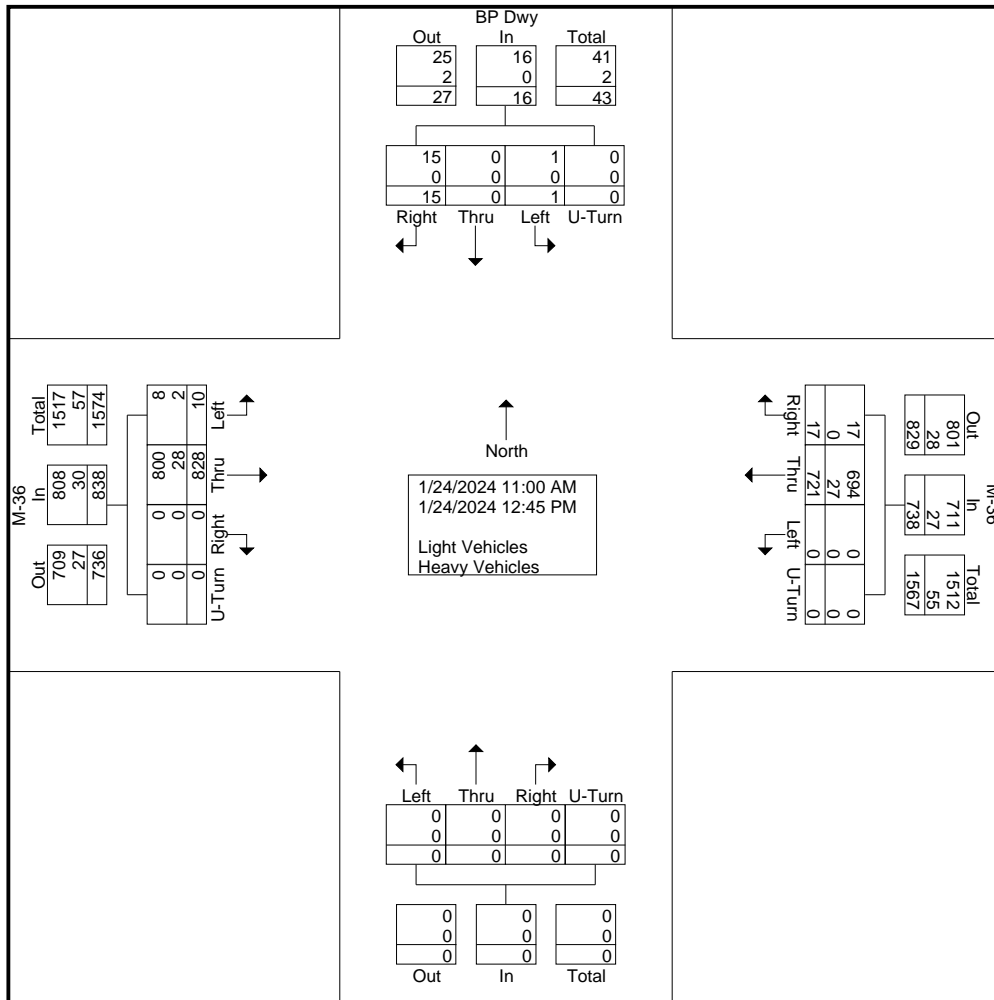 BP Dwy
Out In Total
25 16 41
2 0 2
27 16 43
15 0 1 0
0 0 0 0
15 0 1 0
Right Thru Left U-Turn
M-36
Total In Out
1517 808 709
57 30 27
1574 838 736
8 800 0 0
2 28 0 0
10 828 0 0
Left Thru Right U-Turn
North
1/24/2024 11:00 AM
1/24/2024 12:45 PM
Light Vehicles
Heavy Vehicles
Right Thru Left U-Turn
17 694 0 0
0 27 0 0
17 721 0 0
Out In Total
801 711 1512
28 27 55
829 738 1567
M-36
Left Thru Right U-Turn
0 0 0 0
0 0 0 0
0 0 0 0
0 0 0
0 0 0
0 0 0
Out In Total